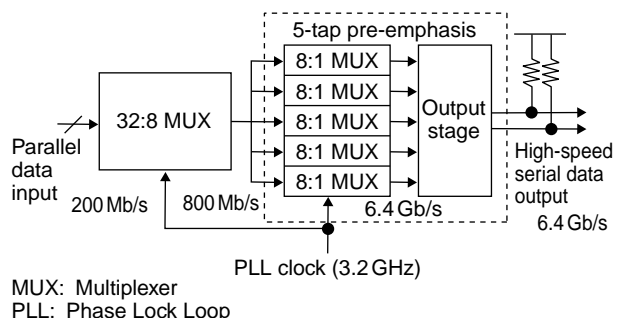 5-tap pre-emphasis
8:1 MUX
8:1 MUX
8:1 MUX
8:1 MUX
8:1 MUX
32:8 MUX
Output
stage
Parallel
data
input
200 Mb/s
800 Mb/s
6.4 Gb/s
High-speed
serial data
output
6.4 Gb/s
PLL clock (3.2 GHz)
MUX: Multiplexer
PLL: Phase Lock Loop